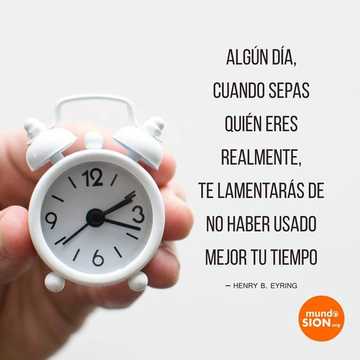 ALGÚN DÍA,
CUANDO SEPAS
QUIÉN ERES
REALMENTE,
TE LAMENTARÁS DE
NO HABER USADO
MEJOR TU TIEMPO
– HENRY B. EYRING
mundo
SION.org
12
3
6
9